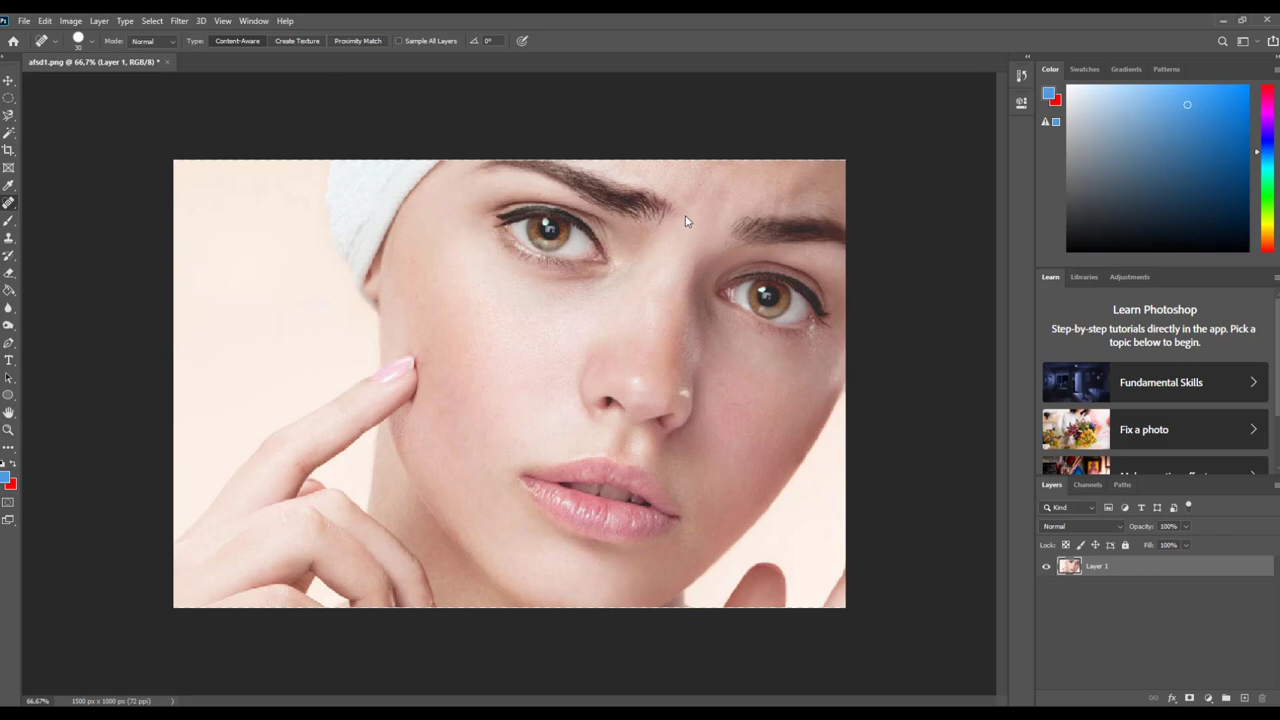 Ps File Edit Image Layer Type Select Filter 3D View Window Help
30 Mode: Normal Type: Content-Aware Create Texture Proximity Match Sample All Layers 0°
afsd1.png @ 66,7% (Layer 1, RGB/8) *
Color Swatches Gradients Patterns
Learn Libraries Adjustments
Learn Photoshop
Step-by-step tutorials directly in the app. Pick a
topic below to begin.
Fundamental Skills
Fix a photo
Layers Channels Paths
Kind
Normal Opacity: 100%
Lock: Fill: 100%
Layer 1
66.67% 1500 px x 1000 px (72 ppi)